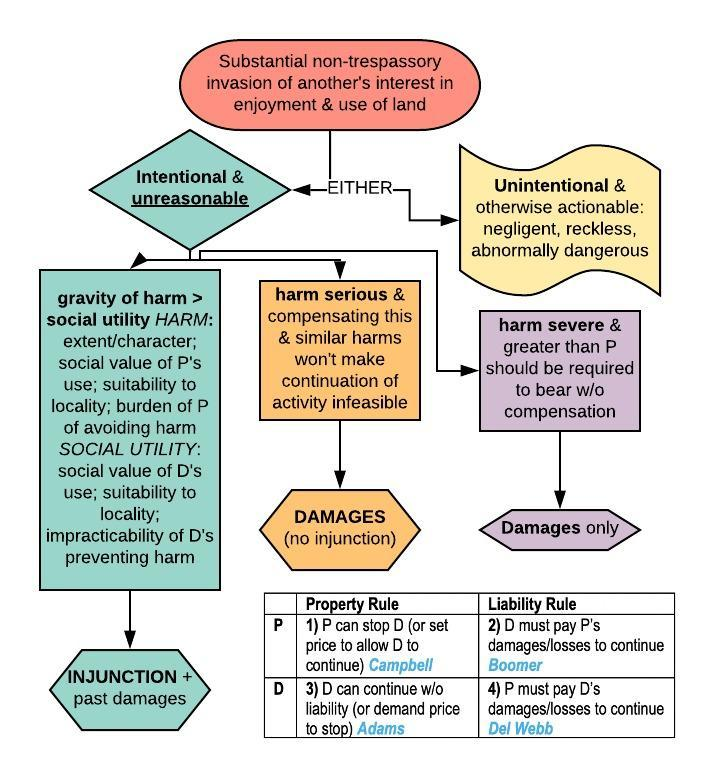 Substantial non-trespassory
invasion of another's interest in
enjoyment & use of land
Intentional &
unreasonable
EITHER
Unintentional &
otherwise actionable:
negligent, reckless,
abnormally dangerous
gravity of harm >
social utility HARM:
extent/character;
social value of P's
use; suitability to
locality; burden of P
of avoiding harm
SOCIAL UTILITY:
social value of D's
use; suitability to
locality;
impracticability of D's
preventing harm
harm serious &
compensating this
& similar harms
won't make
continuation of
activity infeasible
harm severe &
greater than P
should be required
to bear w/o
compensation
DAMAGES
(no injunction)
Damages only
INJUNCTION +
past damages
Property Rule
Liability Rule
P
1) P can stop D (or set
price to allow D to
continue) Campbell
2) D must pay P's
damages/losses to continue
Boomer
D
3) D can continue w/o
liability (or demand price
to stop) Adams
4) P must pay D's
damages/losses to continue
Del Webb